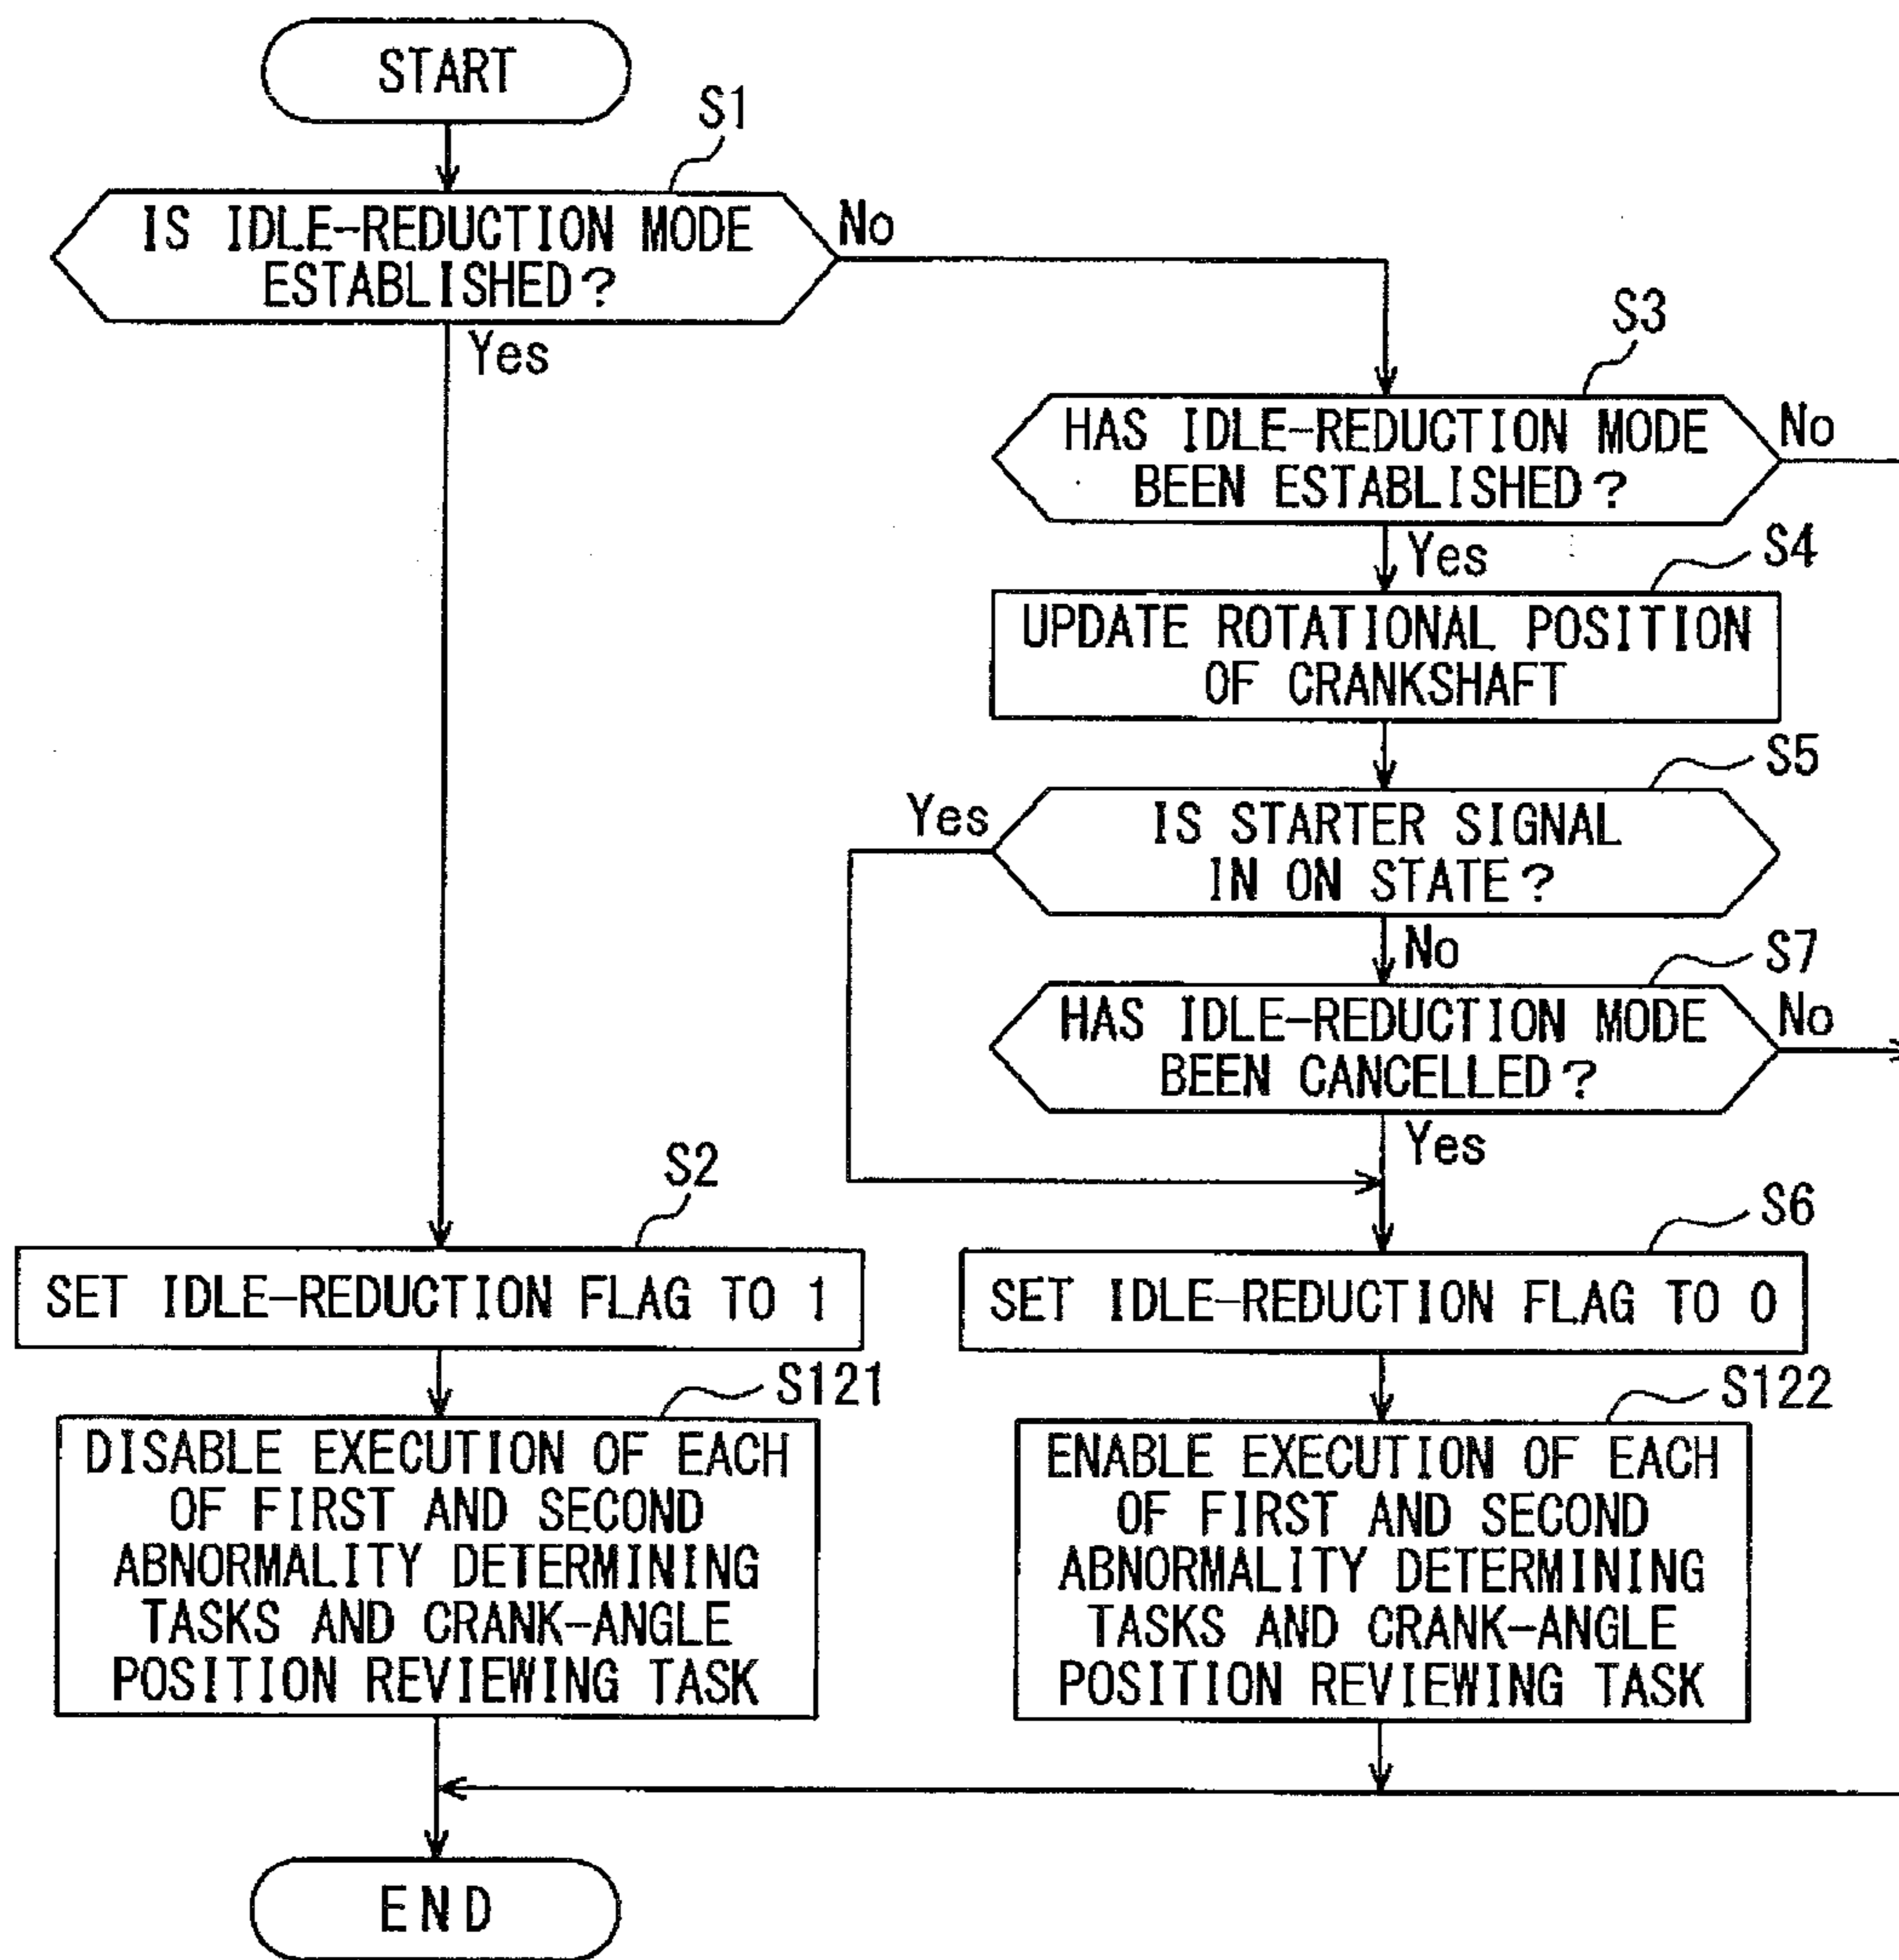 START
S1
IS IDLE-REDUCTION MODE
ESTABLISHED?
No
Yes
S3
HAS IDLE-REDUCTION MODE
BEEN ESTABLISHED?
No
Yes
S4
UPDATE ROTATIONAL POSITION
OF CRANKSHAFT
S5
Yes
IS STARTER SIGNAL
IN ON STATE?
No
S7
HAS IDLE-REDUCTION MODE
BEEN CANCELLED?
No
Yes
S2
SET IDLE-REDUCTION FLAG TO 1
S6
SET IDLE-REDUCTION FLAG TO 0
S121
DISABLE EXECUTION OF EACH
OF FIRST AND SECOND
ABNORMALITY DETERMINING
TASKS AND CRANK-ANGLE
POSITION REVIEWING TASK
S122
ENABLE EXECUTION OF EACH
OF FIRST AND SECOND
ABNORMALITY DETERMINING
TASKS AND CRANK-ANGLE
POSITION REVIEWING TASK
END